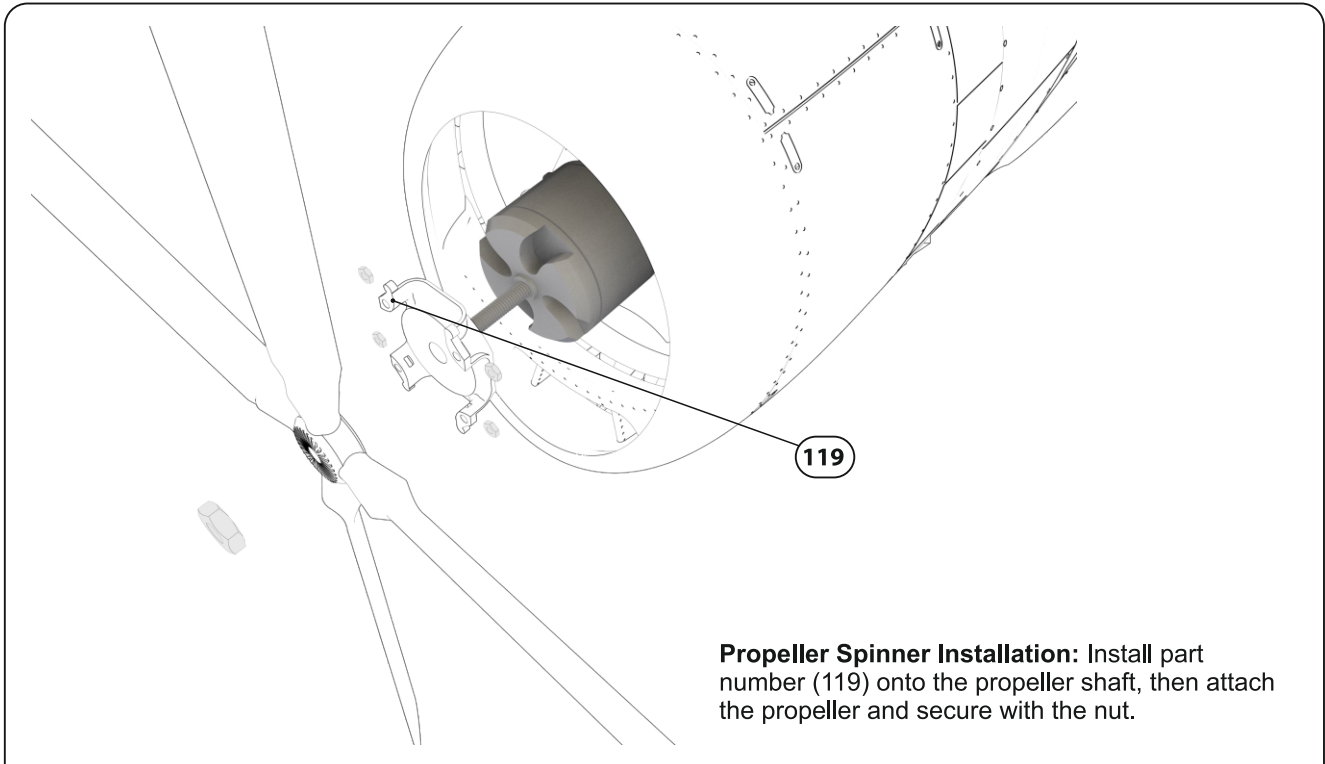 119
Propeller Spinner Installation: Install part
number (119) onto the propeller shaft, then attach
the propeller and secure with the nut.